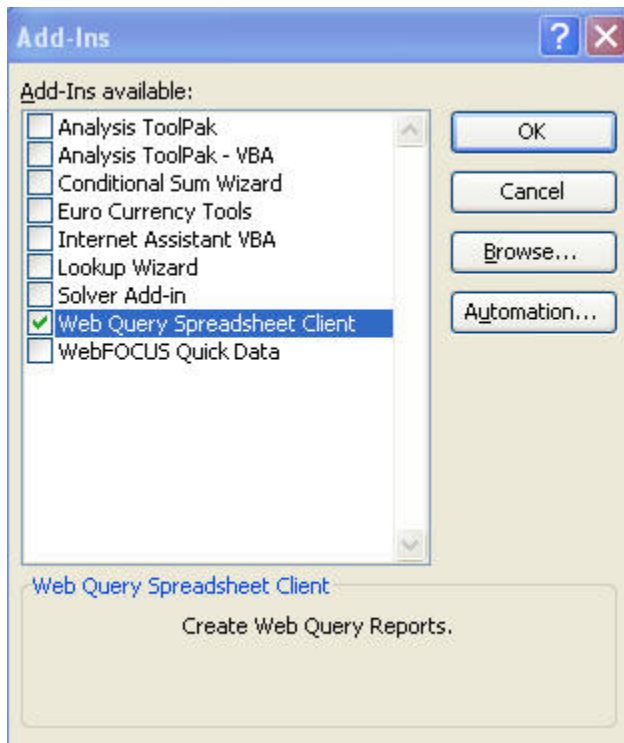 Add-Ins
Add-Ins available:
Analysis ToolPak
Analysis ToolPak - VBA
Conditional Sum Wizard
Euro Currency Tools
Internet Assistant VBA
Lookup Wizard
Solver Add-in
Web Query Spreadsheet Client
WebFOCUS Quick Data
OK
Cancel
Browse...
Automation...
Web Query Spreadsheet Client
Create Web Query Reports.